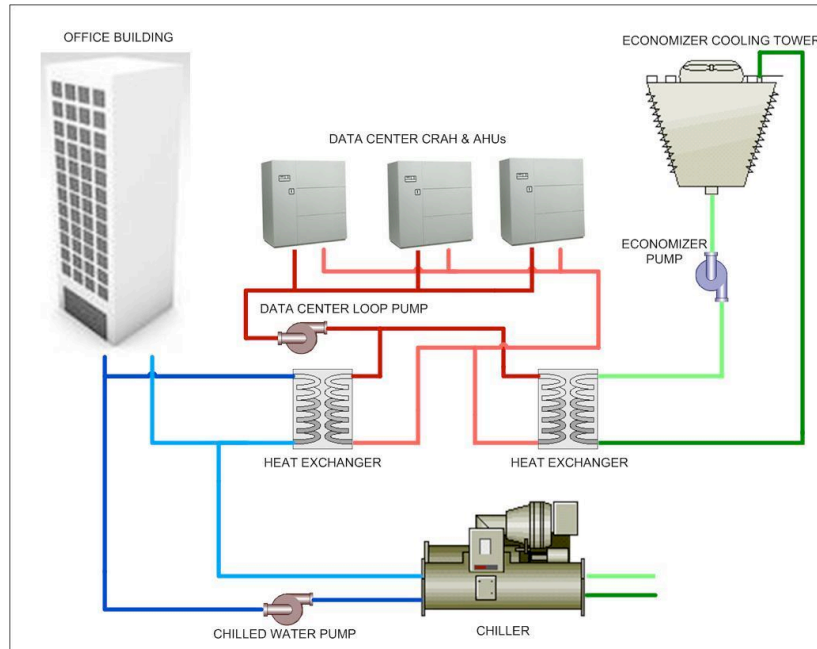 OFFICE BUILDING
ECONOMIZER COOLING TOWER
DATA CENTER CRAH & AHUs
ECONOMIZER
PUMP
DATA CENTER LOOP PUMP
HEAT EXCHANGER
HEAT EXCHANGER
CHILLED WATER PUMP
CHILLER